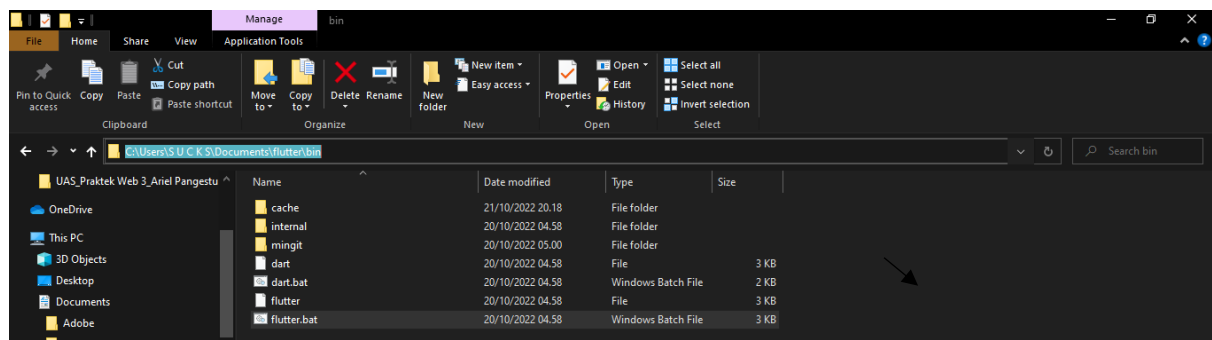 Manage bin
File Home Share View Application Tools
Pin to Quick access
Copy
Paste
Cut
Copy path
Paste shortcut
Clipboard
Move to
Copy to
Delete
Rename
Organize
New folder
New item
Easy access
New
Properties
Open
Edit
History
Open
Select all
Select none
Invert selection
Select
C:\Users\S U C K S\Documents\flutter\bin
Search bin
UAS_Praktek Web 3_Ariel Pangestu
OneDrive
This PC
3D Objects
Desktop
Documents
Adobe
Name Date modified Type Size
cache 21/10/2022 20.18 File folder
internal 20/10/2022 04.58 File folder
mingit 20/10/2022 05.00 File folder
dart 20/10/2022 04.58 File 3 KB
dart.bat 20/10/2022 04.58 Windows Batch File 2 KB
flutter 20/10/2022 04.58 File 3 KB
flutter.bat 20/10/2022 04.58 Windows Batch File 3 KB